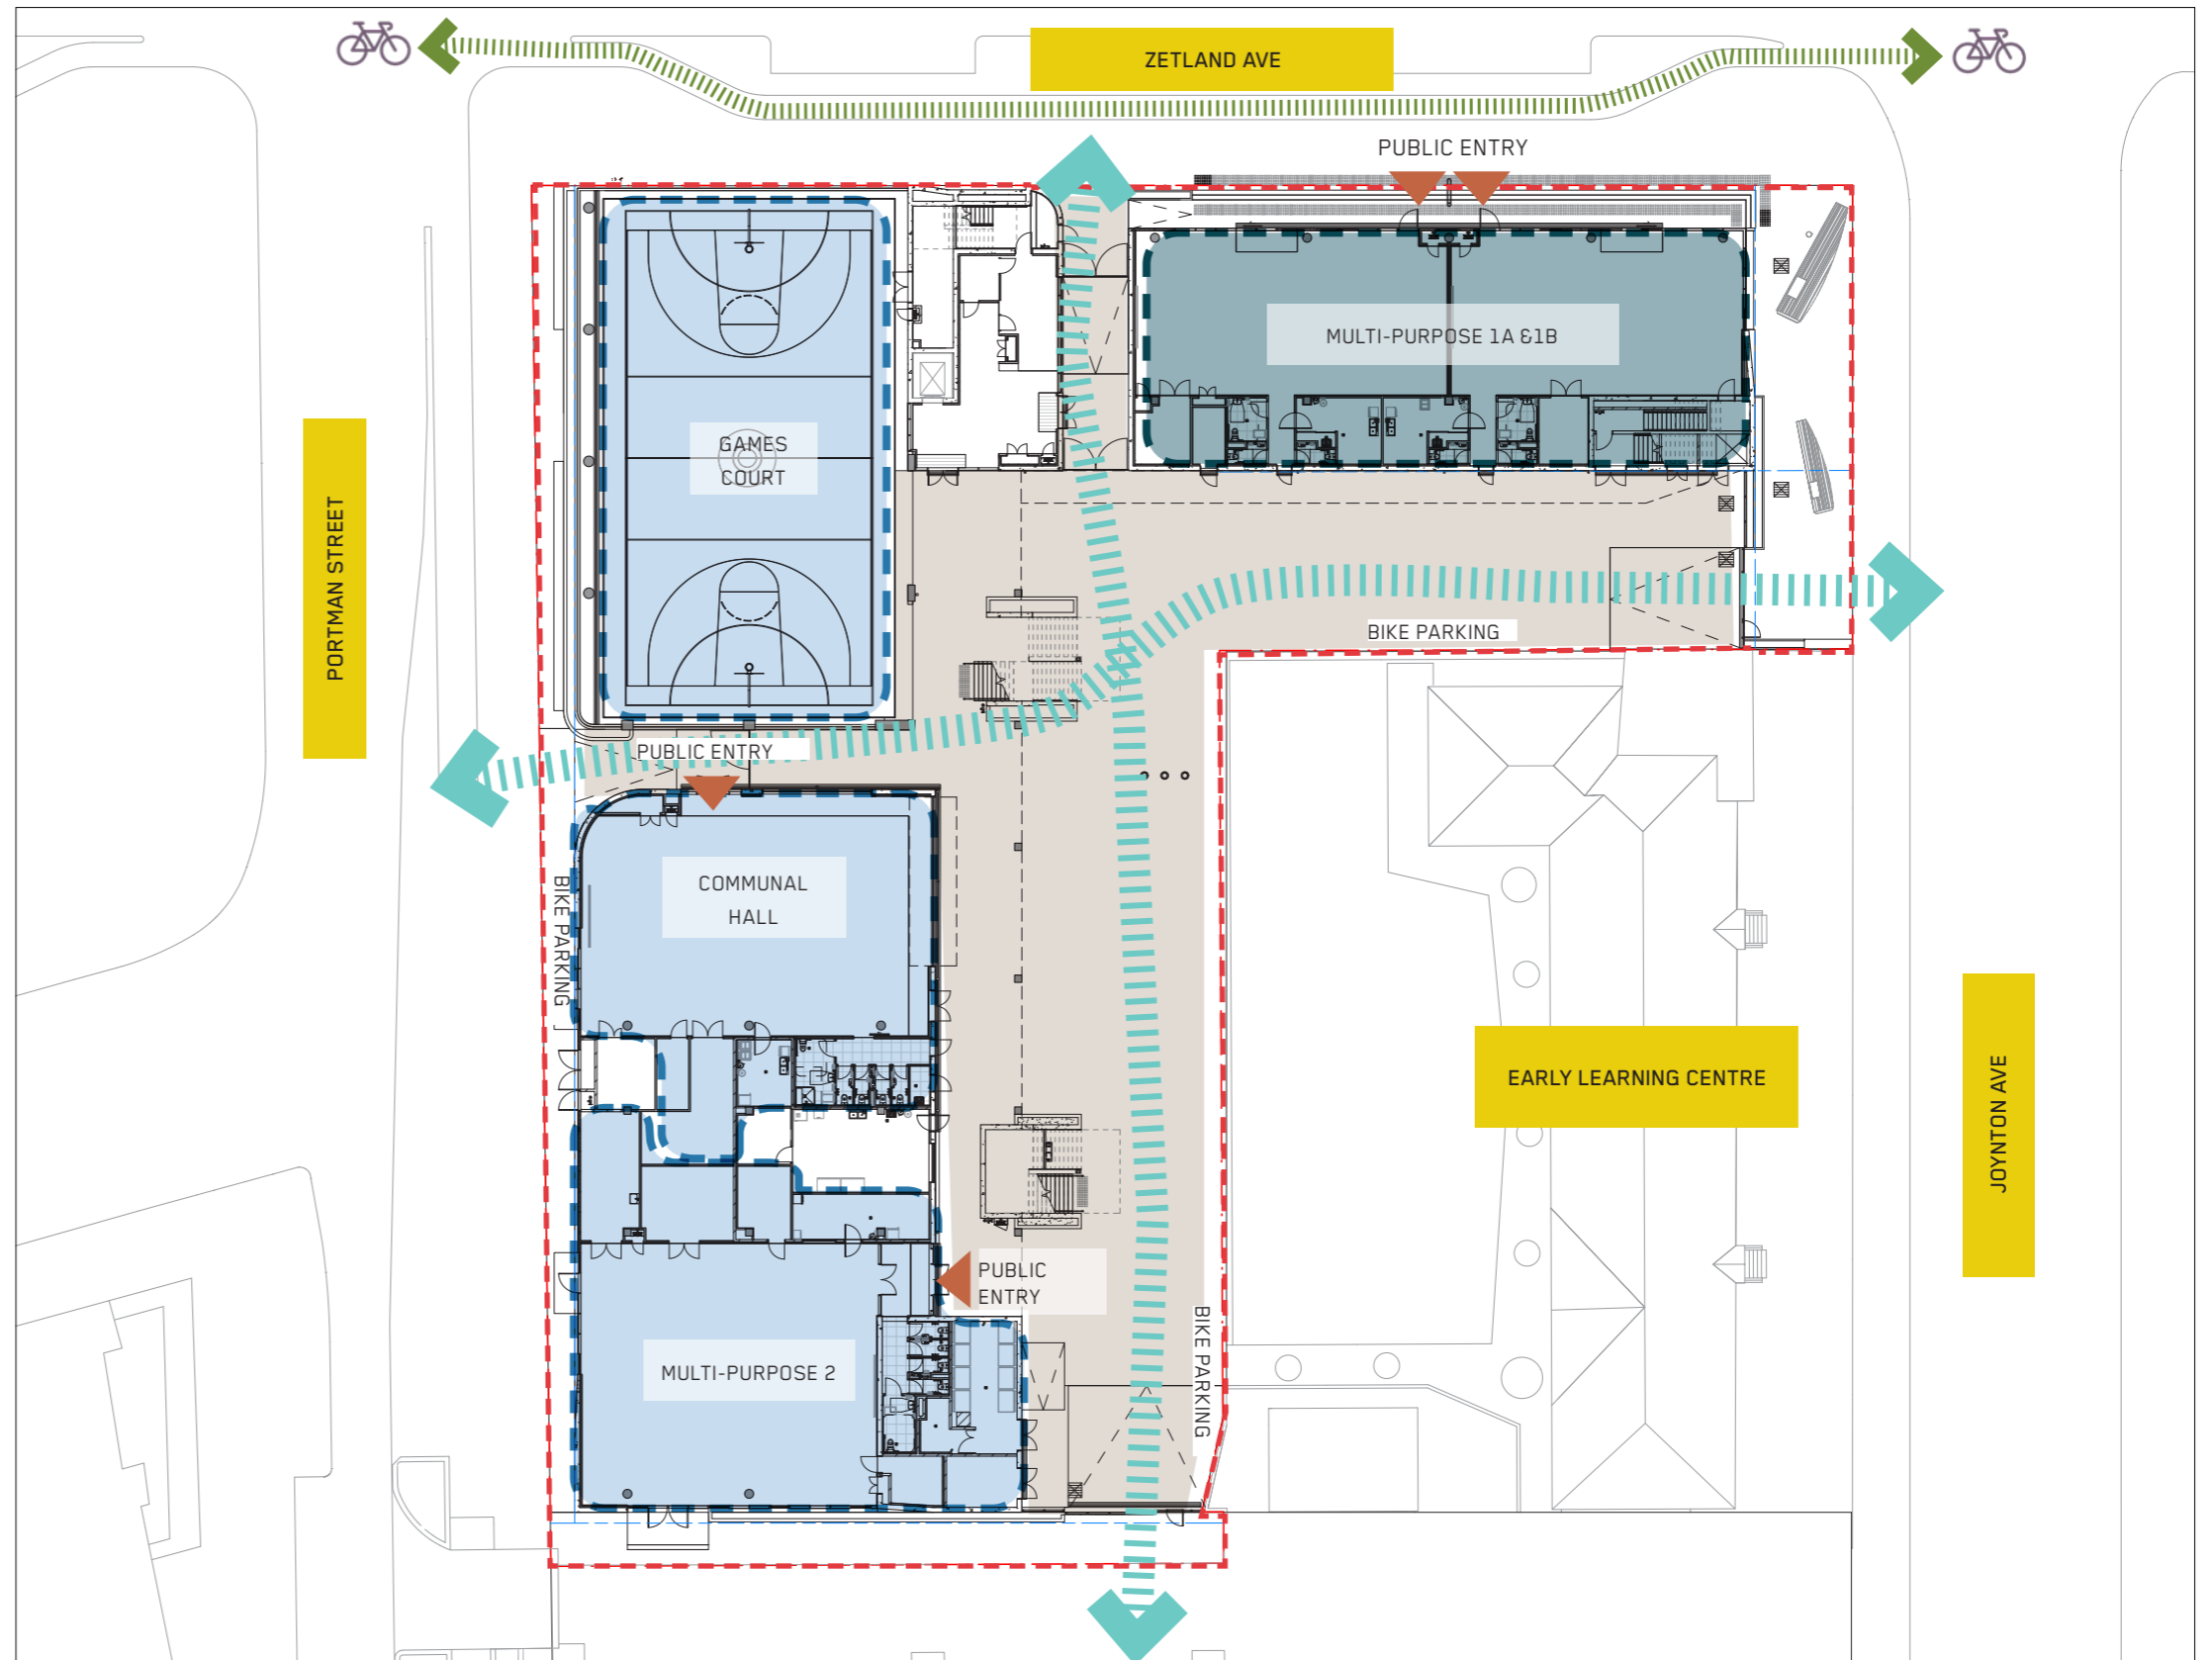 ZETLAND AVE
PUBLIC ENTRY
MULTI-PURPOSE 1A &1B
GAMES
COURT
PORTMAN STREET
BIKE PARKING
PUBLIC ENTRY
COMMUNAL
HALL
BIKE PARKING
EARLY LEARNING CENTRE
JOYNTON AVE
PUBLIC
ENTRY
BIKE PARKING
MULTI-PURPOSE 2